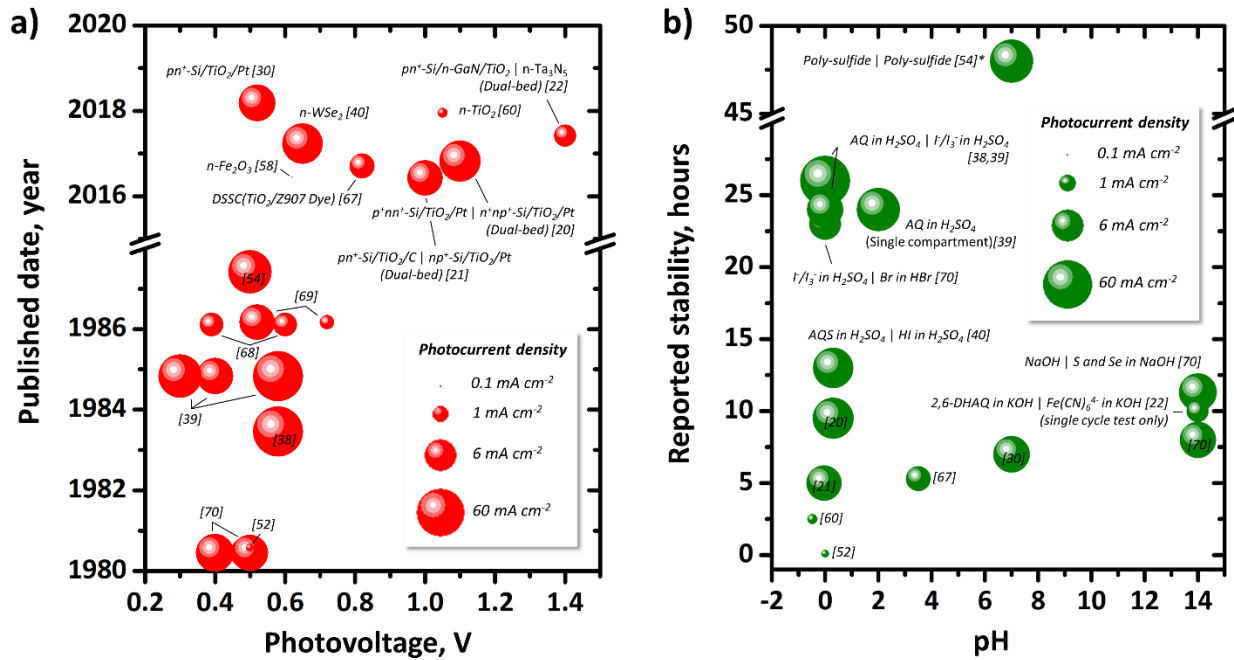 a)
2020
2018
2016
1986
1984
1982
1980
Published date, year
0.2 0.4 0.6 0.8 1.0 1.2 1.4
Photovoltage, V
pn⁺-Si/TiO₂/Pt [30]
n-WSe₂ [40]
n-Fe₂O₃ [58]
DSSC(TiO₂/Z907 Dye) [67]
pn⁺-Si/n-GaN/TiO₂ | n-Ta₃N₅
(Dual-bed) [22]
n-TiO₂ [60]
p⁺nn⁺-Si/TiO₂/Pt | n⁺np⁺-Si/TiO₂/Pt
(Dual-bed) [20]
pn⁺-Si/TiO₂/C | np⁺-Si/TiO₂/Pt
(Dual-bed) [21]
[54]
[69]
[68]
[39]
[38]
[70]
[52]
Photocurrent density
0.1 mA cm⁻²
1 mA cm⁻²
6 mA cm⁻²
60 mA cm⁻²
b)
50
45
25
20
15
10
5
0
Reported stability, hours
-2 0 2 4 6 8 10 12 14
pH
Poly-sulfide | Poly-sulfide [54]*
AQ in H₂SO₄ | I⁻/I₃⁻ in H₂SO₄
[38,39]
AQ in H₂SO₄
(Single compartment)[39]
I⁻/I₃⁻ in H₂SO₄ | Br in HBr [70]
AQS in H₂SO₄ | HI in H₂SO₄ [40]
NaOH | S and Se in NaOH [70]
2,6-DHAQ in KOH | Fe(CN)₆⁴⁻ in KOH [22]
(single cycle test only)
[20]
[70]
[30]
[21]
[67]
[60]
[52]
Photocurrent density
0.1 mA cm⁻²
1 mA cm⁻²
6 mA cm⁻²
60 mA cm⁻²